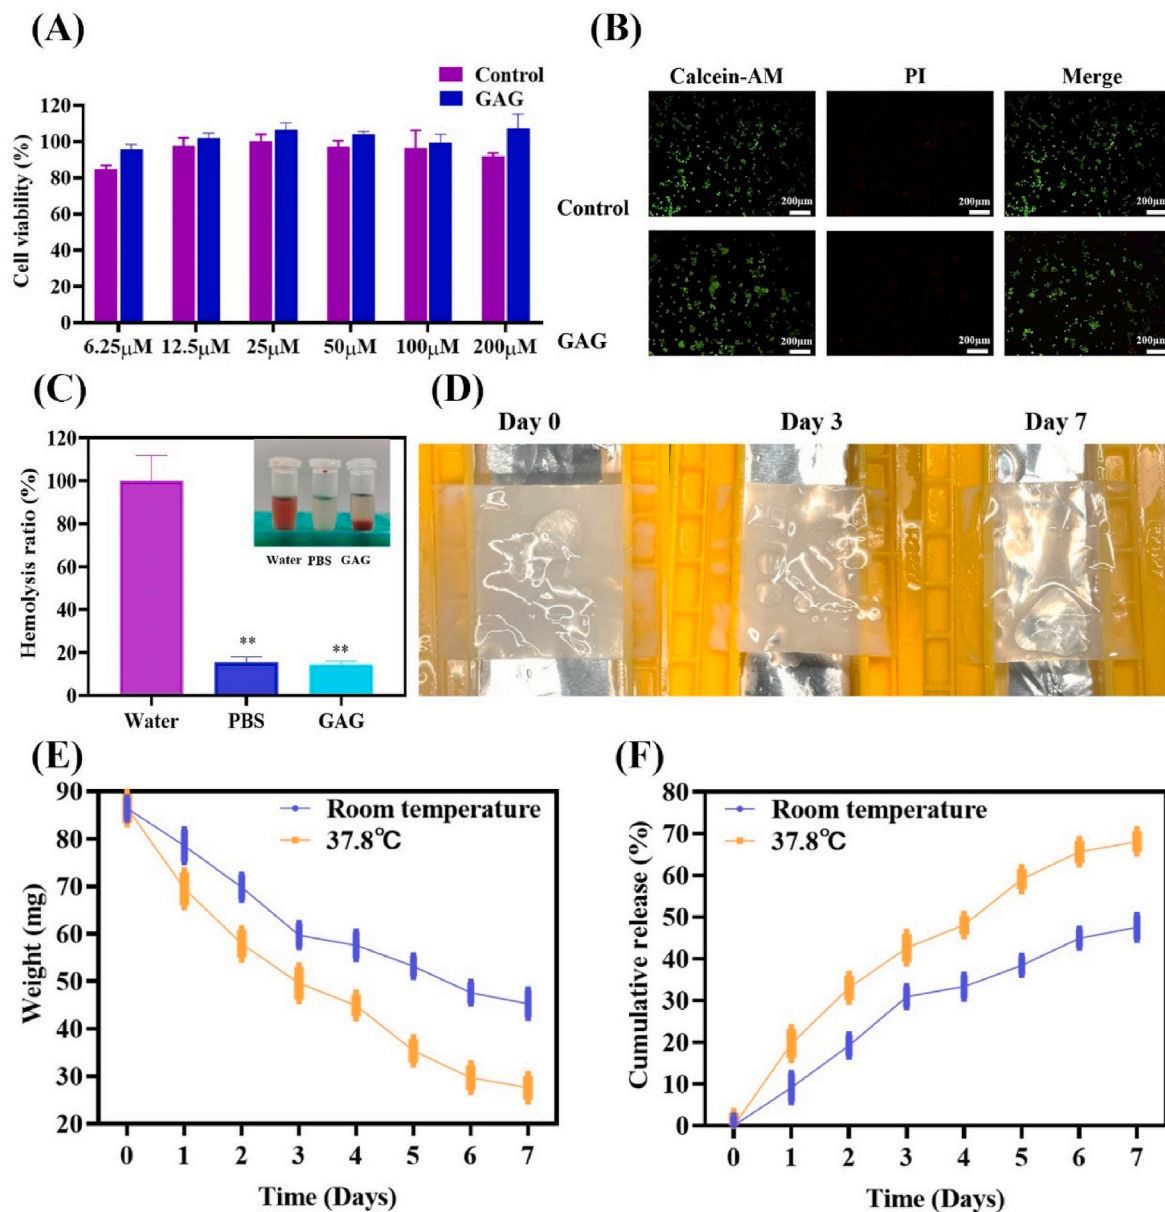 (A)
Control
GAG
Cell viability (%)
120
100
80
60
40
20
0
6.25μM 12.5μM 25μM 50μM 100μM 200μM
(B)
Calcein-AM PI Merge
Control
200μm 200μm 200μm
GAG
200μm 200μm 200μm
(C)
Hemolysis ratio (%)
120
100
80
60
40
20
0
** **
Water PBS GAG
Water PBS GAG
(D)
Day 0 Day 3 Day 7
(E)
Room temperature
37.8℃
Weight (mg)
90
80
70
60
50
40
30
20
0 1 2 3 4 5 6 7
Time (Days)
(F)
Room temperature
37.8℃
Cumulative release (%)
80
70
60
50
40
30
20
10
0
0 1 2 3 4 5 6 7
Time (Days)